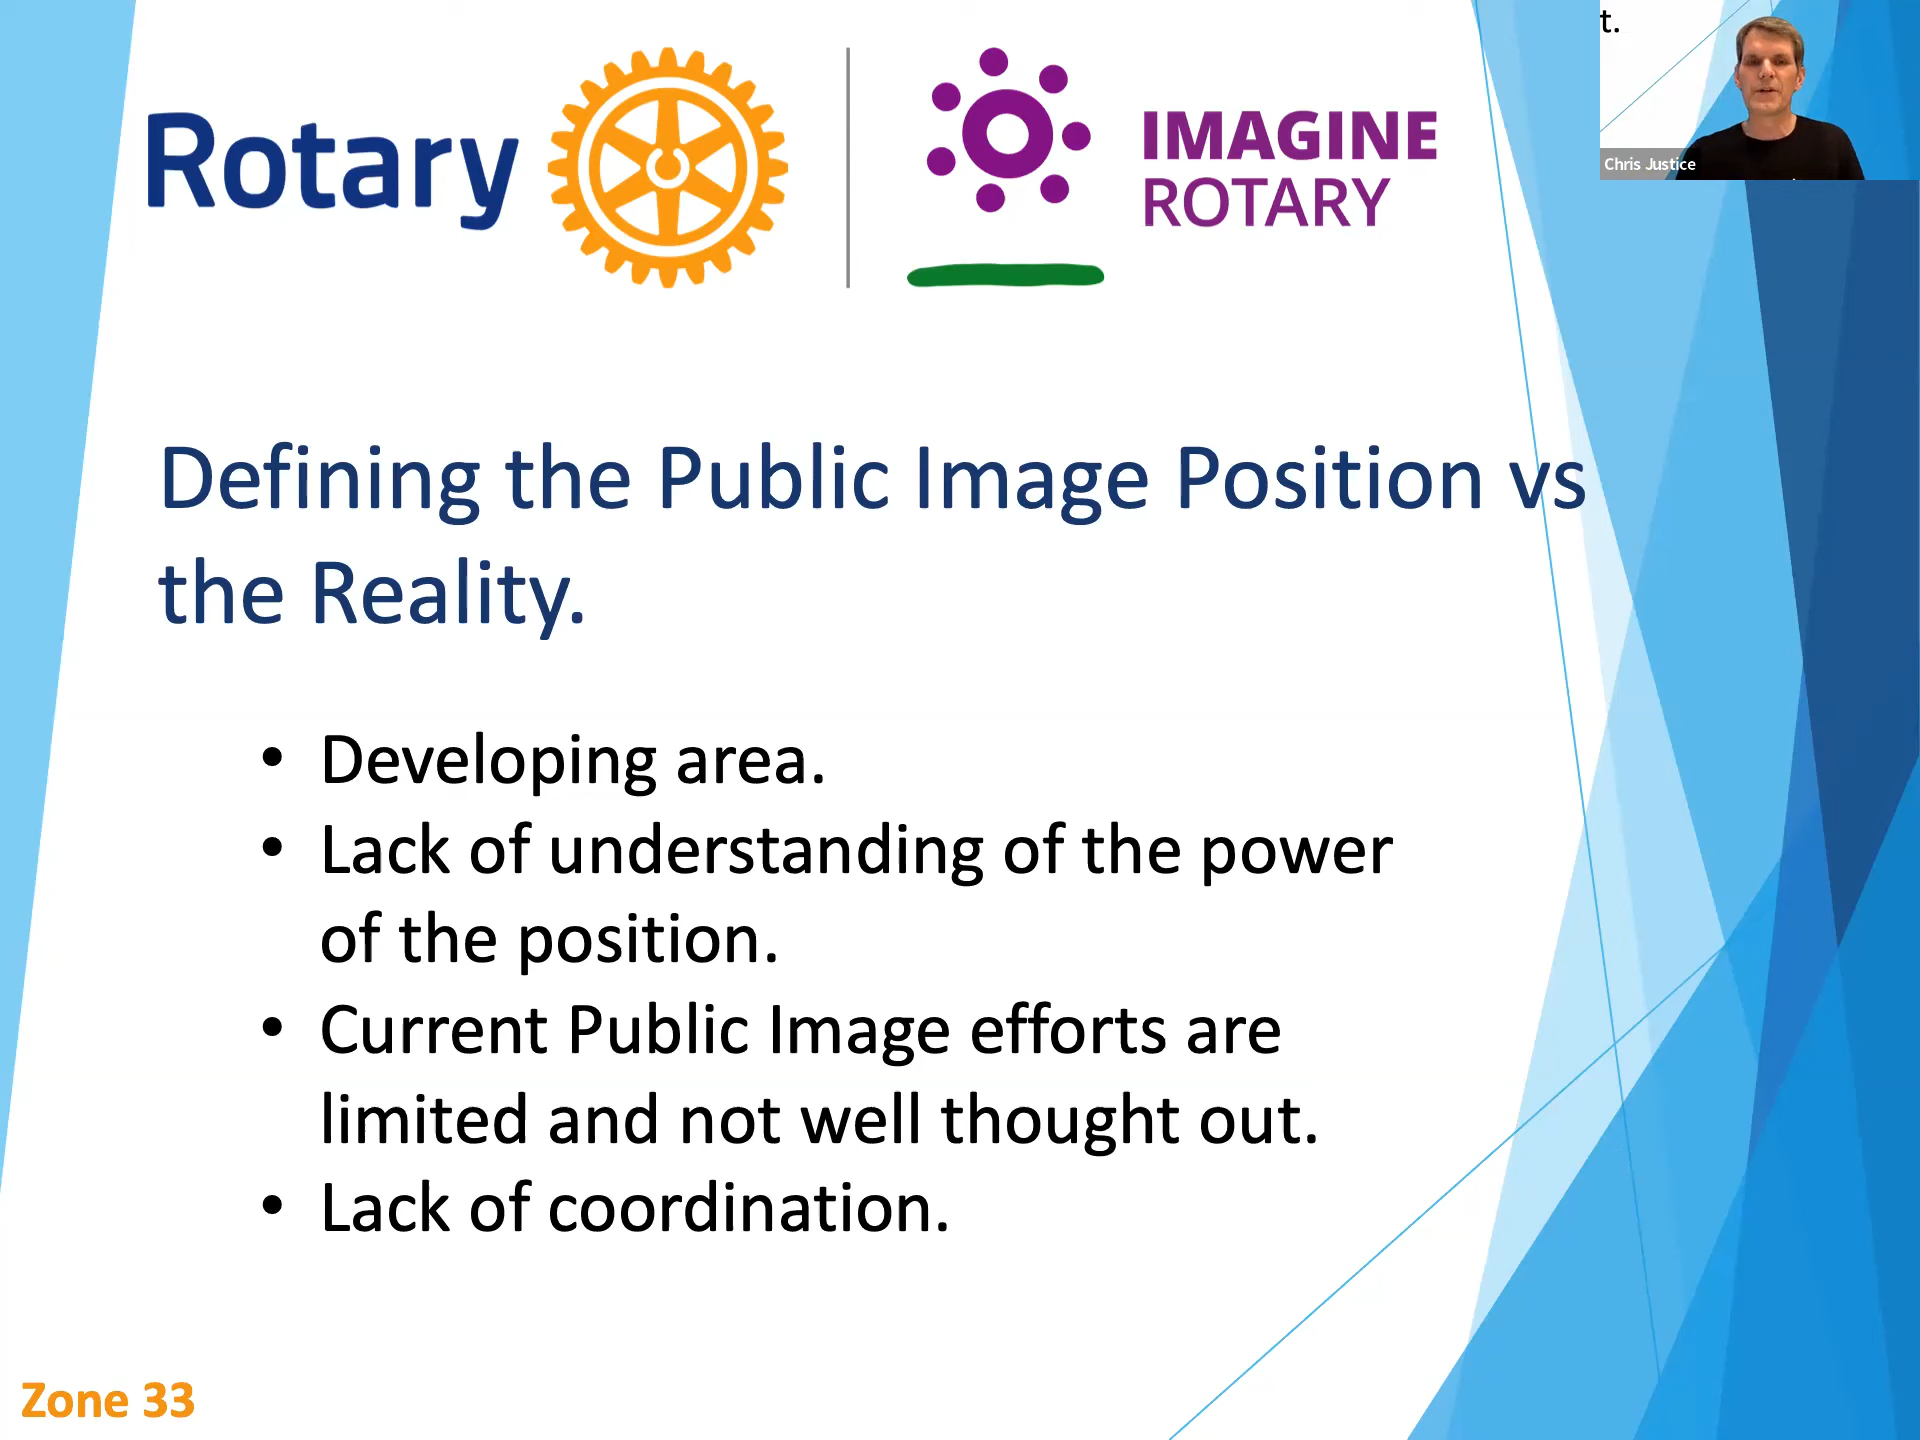 Rotary
IMAGINE
ROTARY
t.
Chris Justice
Defining the Public Image Position vs
the Reality.
• Developing area.
• Lack of understanding of the power
of the position.
• Current Public Image efforts are
limited and not well thought out.
• Lack of coordination.
Zone 33